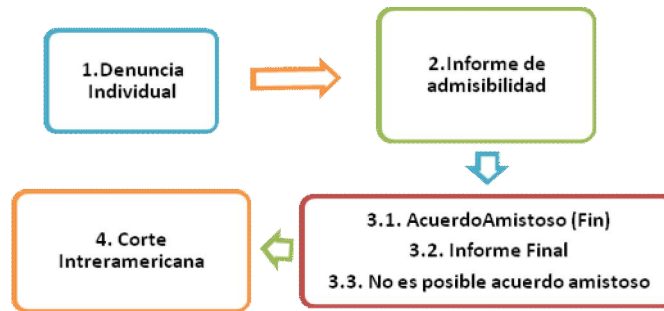 1.Denuncia
Individual
2.Informe de
admisibilidad
3.1. AcuerdoAmistoso (Fin)
3.2. Informe Final
3.3. No es posible acuerdo amistoso
4. Corte
Intreramericana